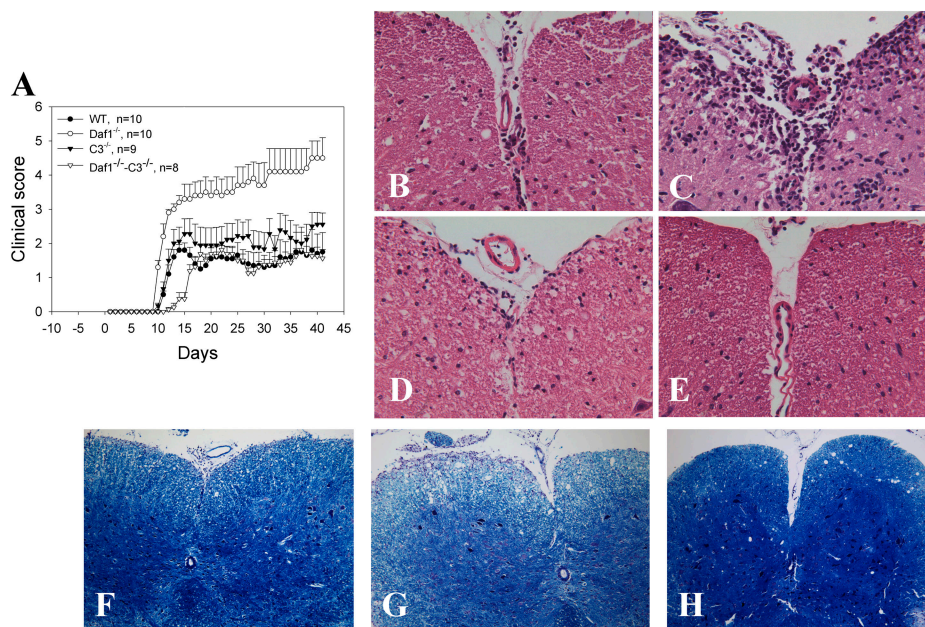 A
6
5
4
3
2
1
0
Clinical score
WT, n=10
Daf1-/-, n=10
C3-/-, n=9
Daf1-/--C3-/-, n=8
-10 -5 0 5 10 15 20 25 30 35 40 45
Days
B
C
D
E
F
G
H